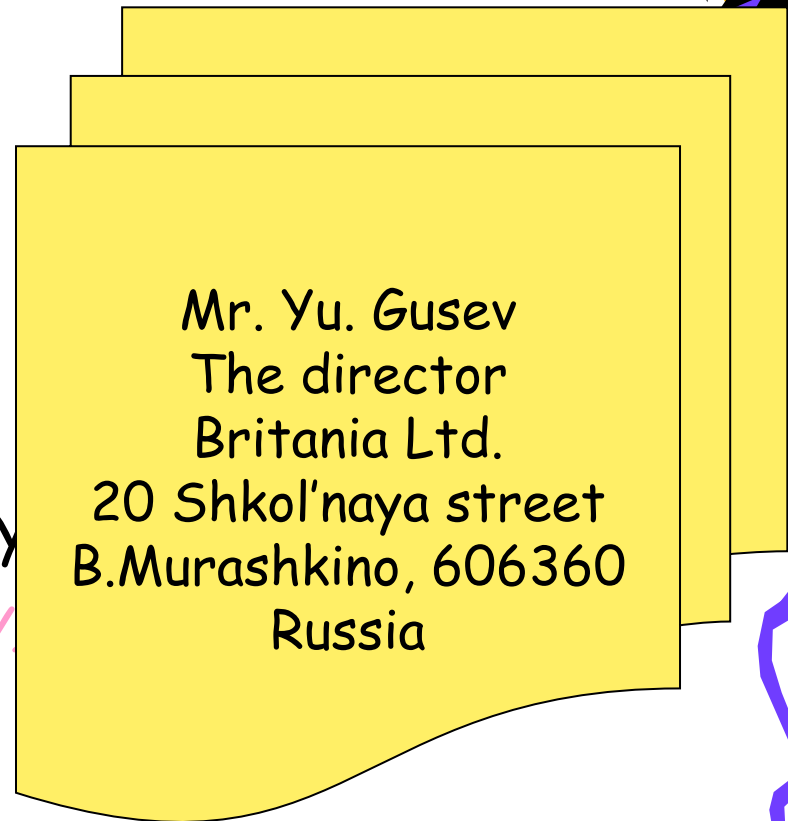 Mr. Yu. Gusev
The director
Britania Ltd.
20 Shkol’naya street
B.Murashkino, 606360
Russia